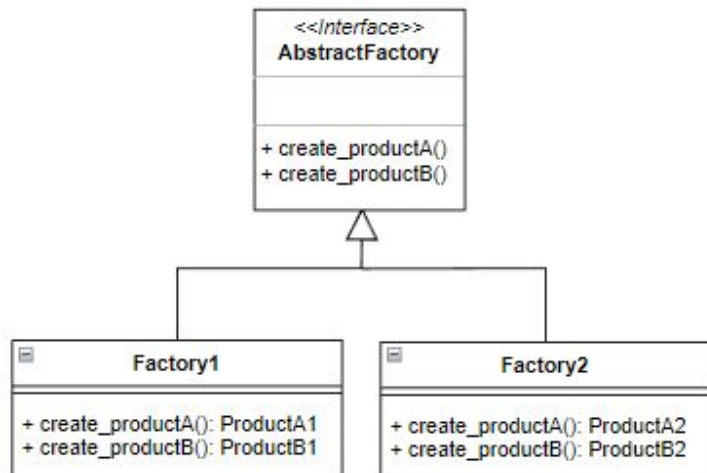 <<Interface>>
AbstractFactory
+ create_productA()
+ create_productB()
Factory1
+ create_productA(): ProductA1
+ create_productB(): ProductB1
Factory2
+ create_productA(): ProductA2
+ create_productB(): ProductB2